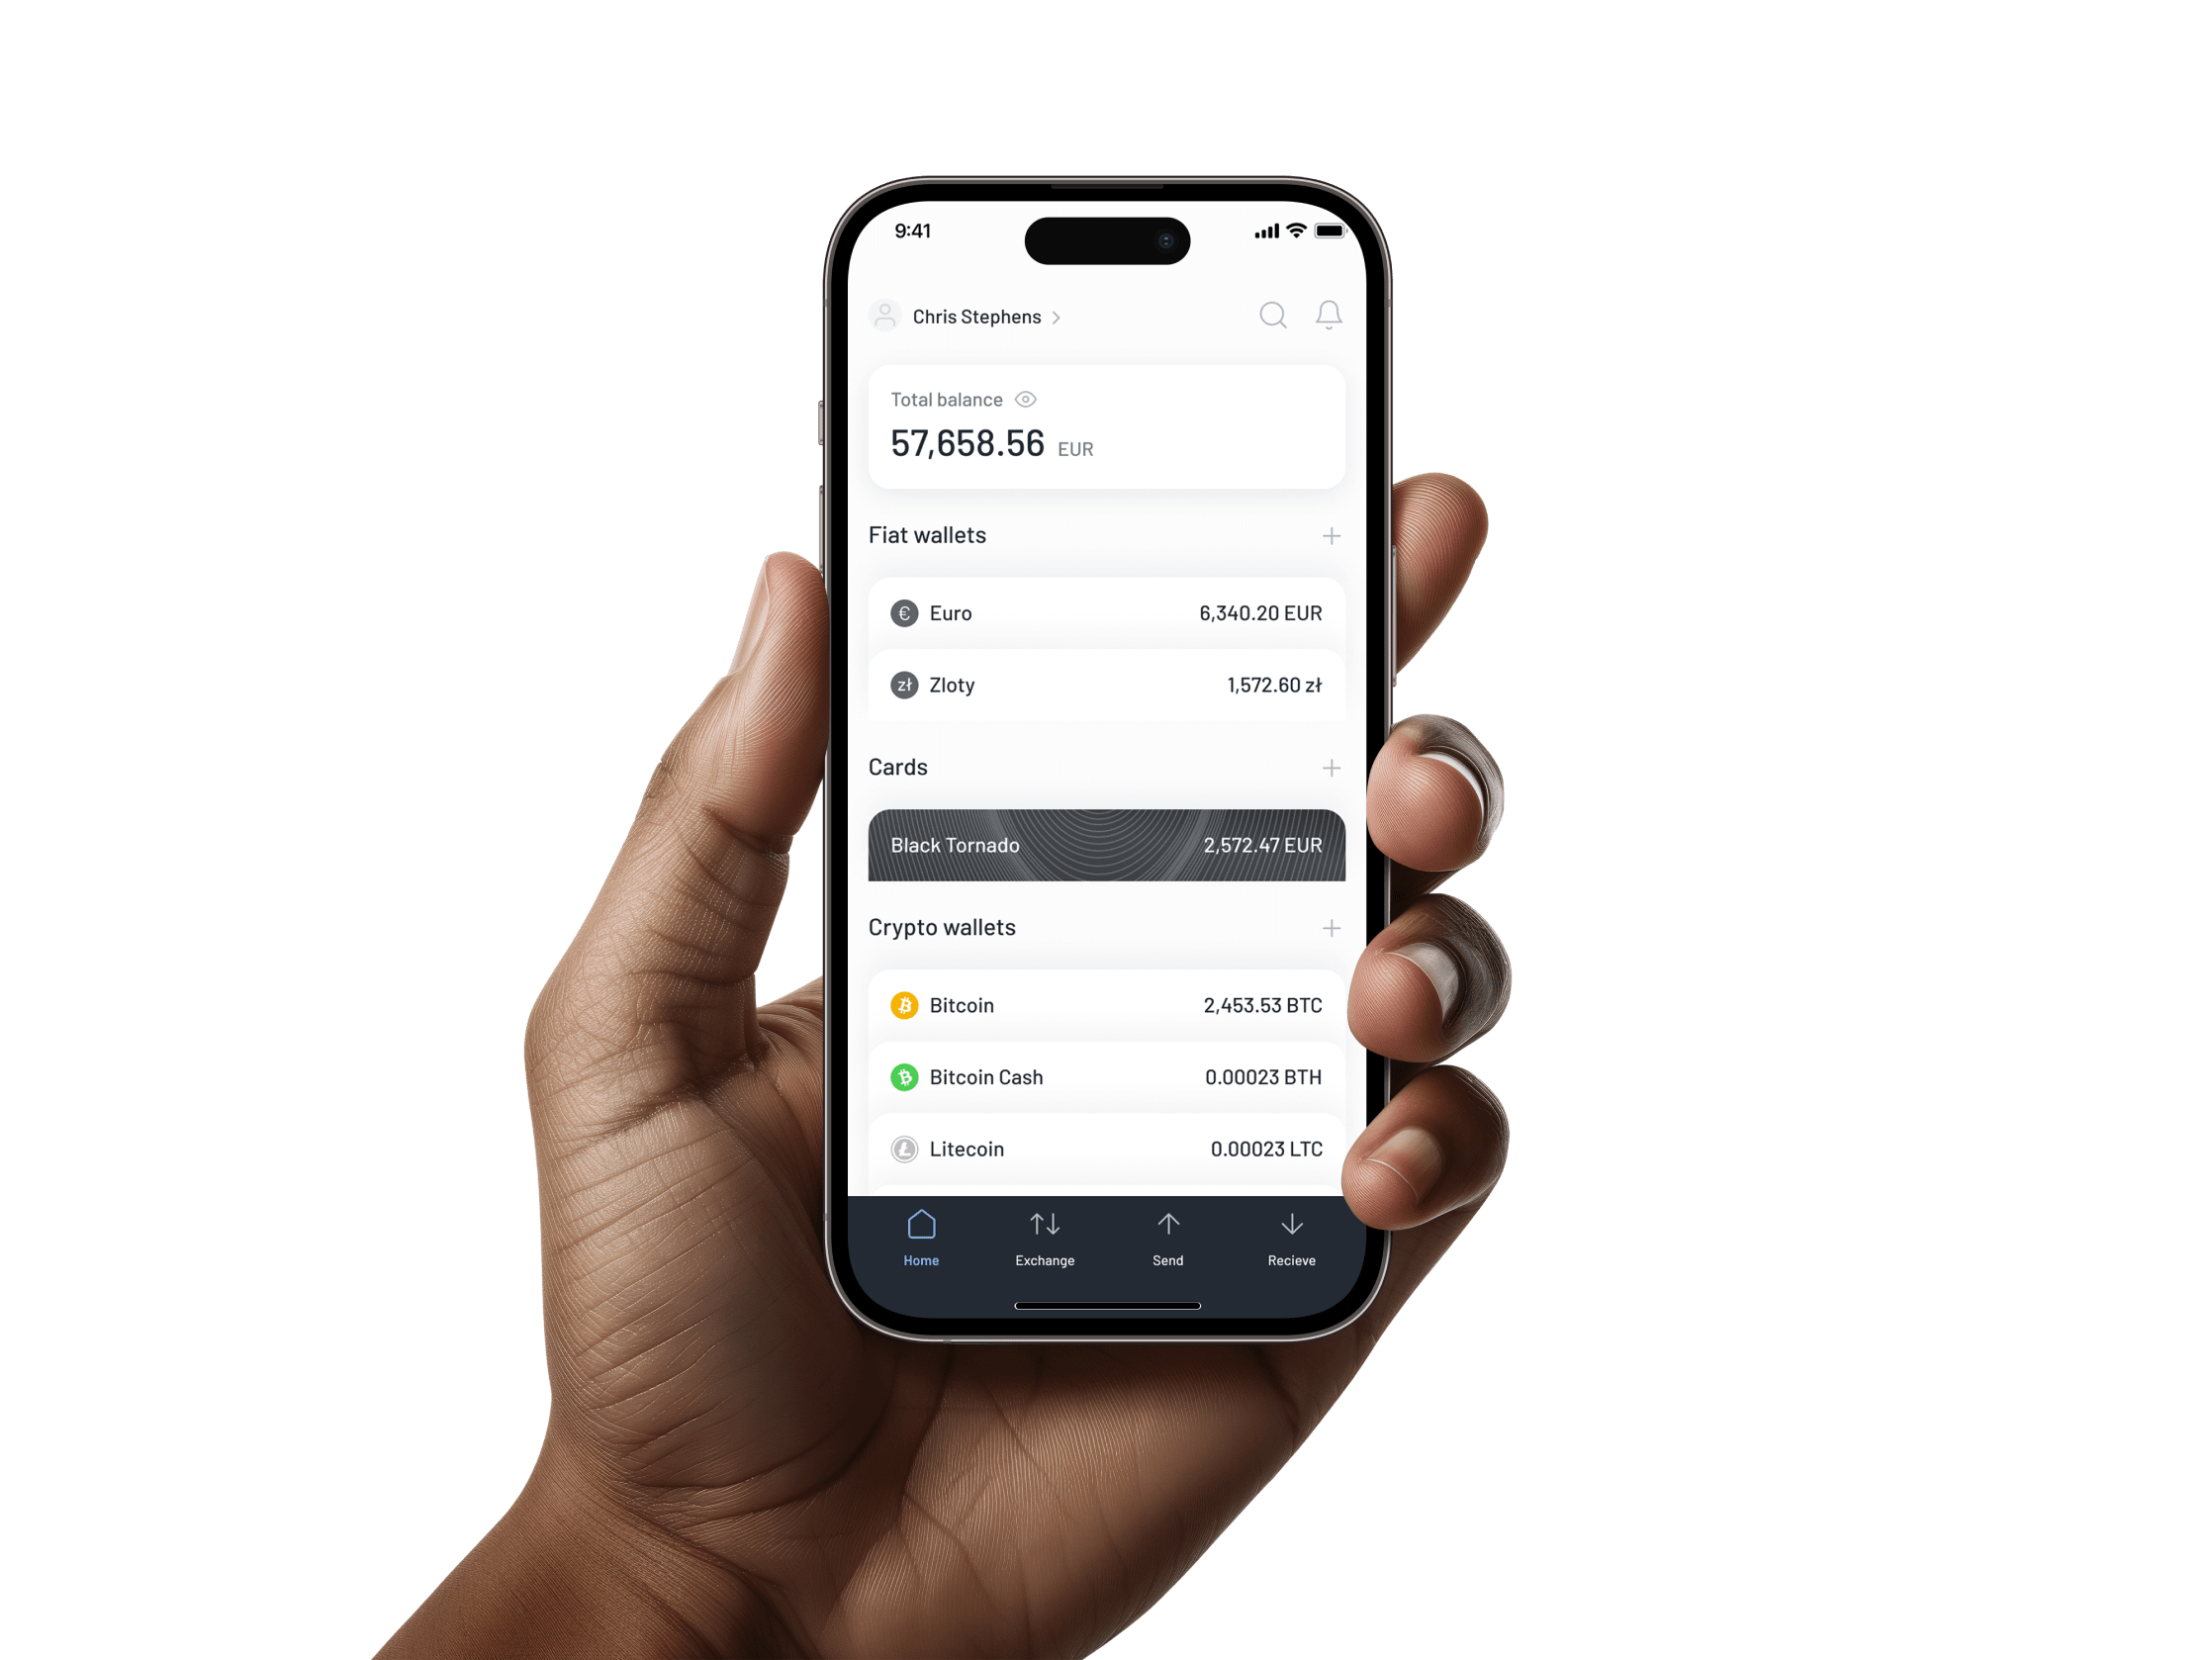 9:41
Chris Stephens
Total balance
57,658.56 EUR
Fiat wallets
€ Euro 6,340.20 EUR
zł Zloty 1,572.60 zł
Cards
Black Tornado 2,572.47 EUR
Crypto wallets
Bitcoin 2,453.53 BTC
Bitcoin Cash 0.00023 BTH
Litecoin 0.00023 LTC
Home Exchange Send Recieve